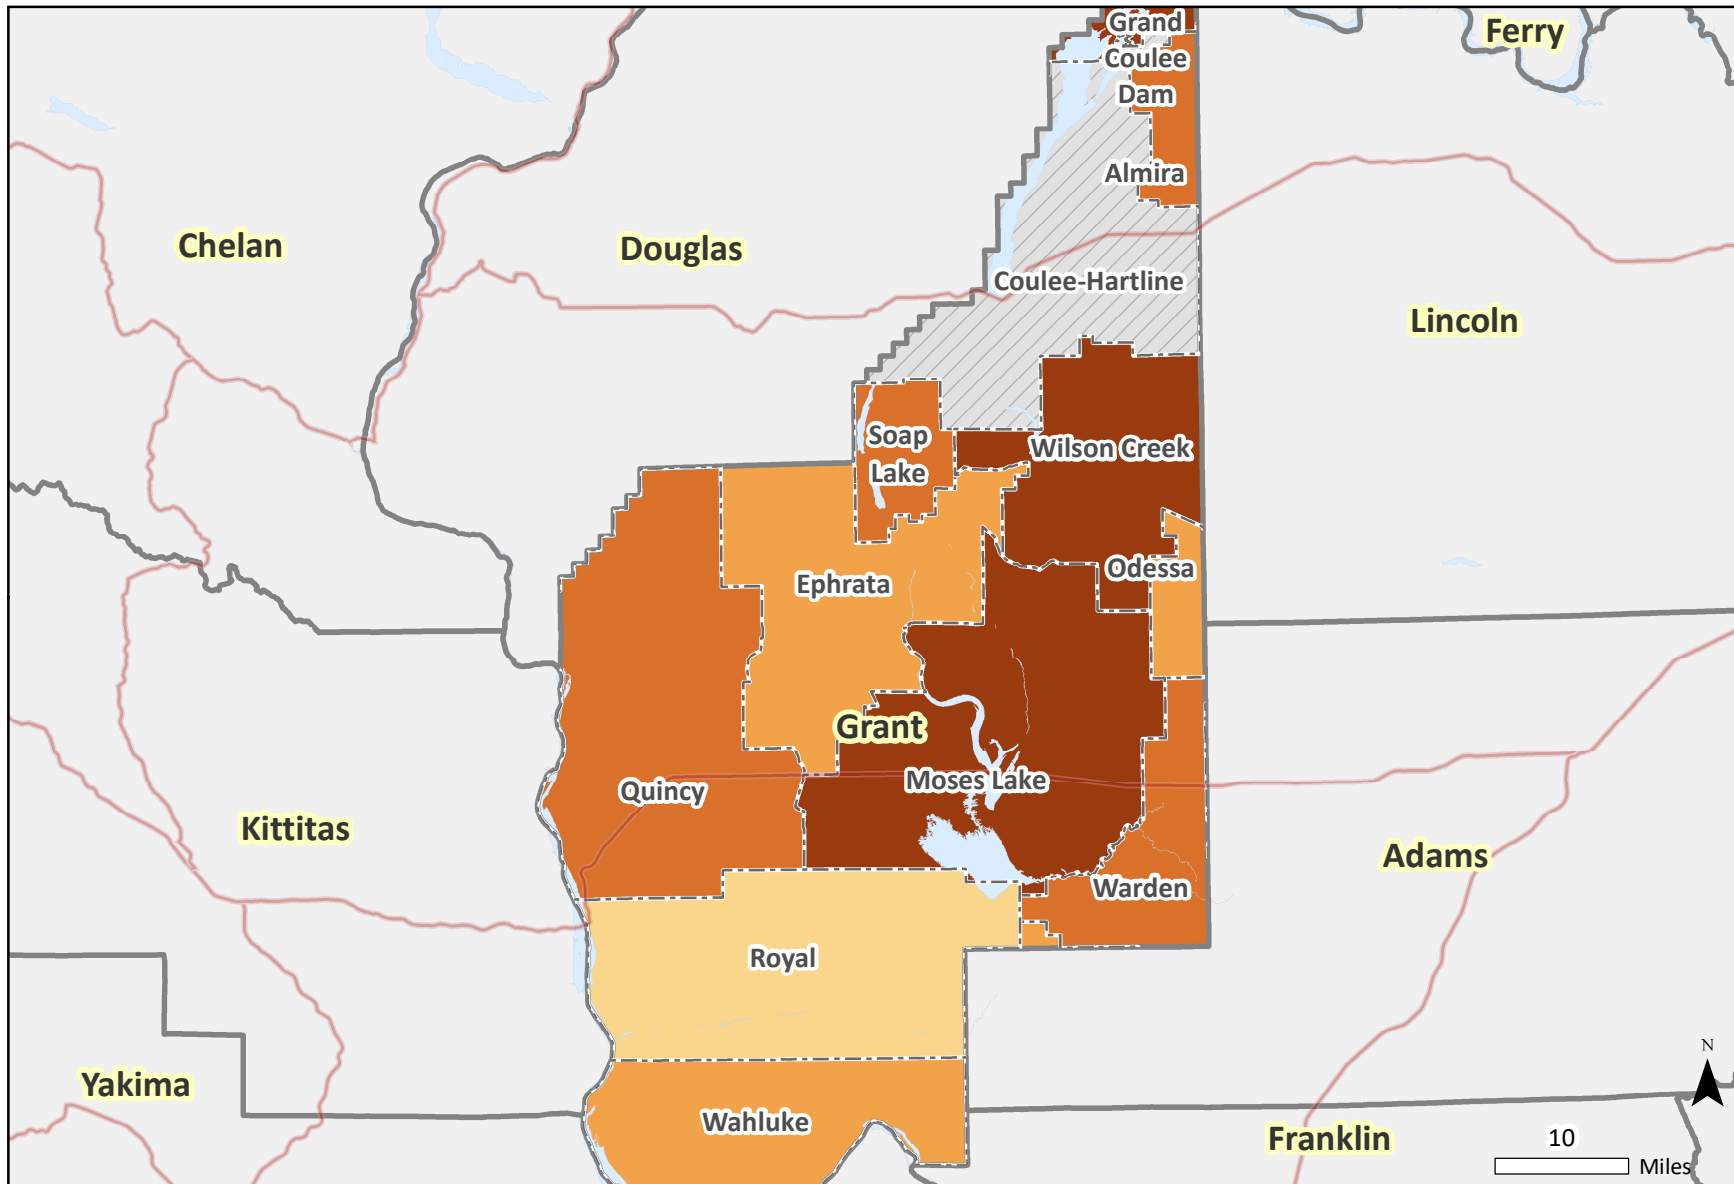 Grand
Coulee
Dam
Ferry
Almira
Chelan
Douglas
Coulee-Hartline
Lincoln
Soap
Lake
Wilson Creek
Ephrata
Odessa
Grant
Quincy
Moses Lake
Kittitas
Adams
Warden
Royal
N
Yakima
Wahluke
Franklin
10
Miles